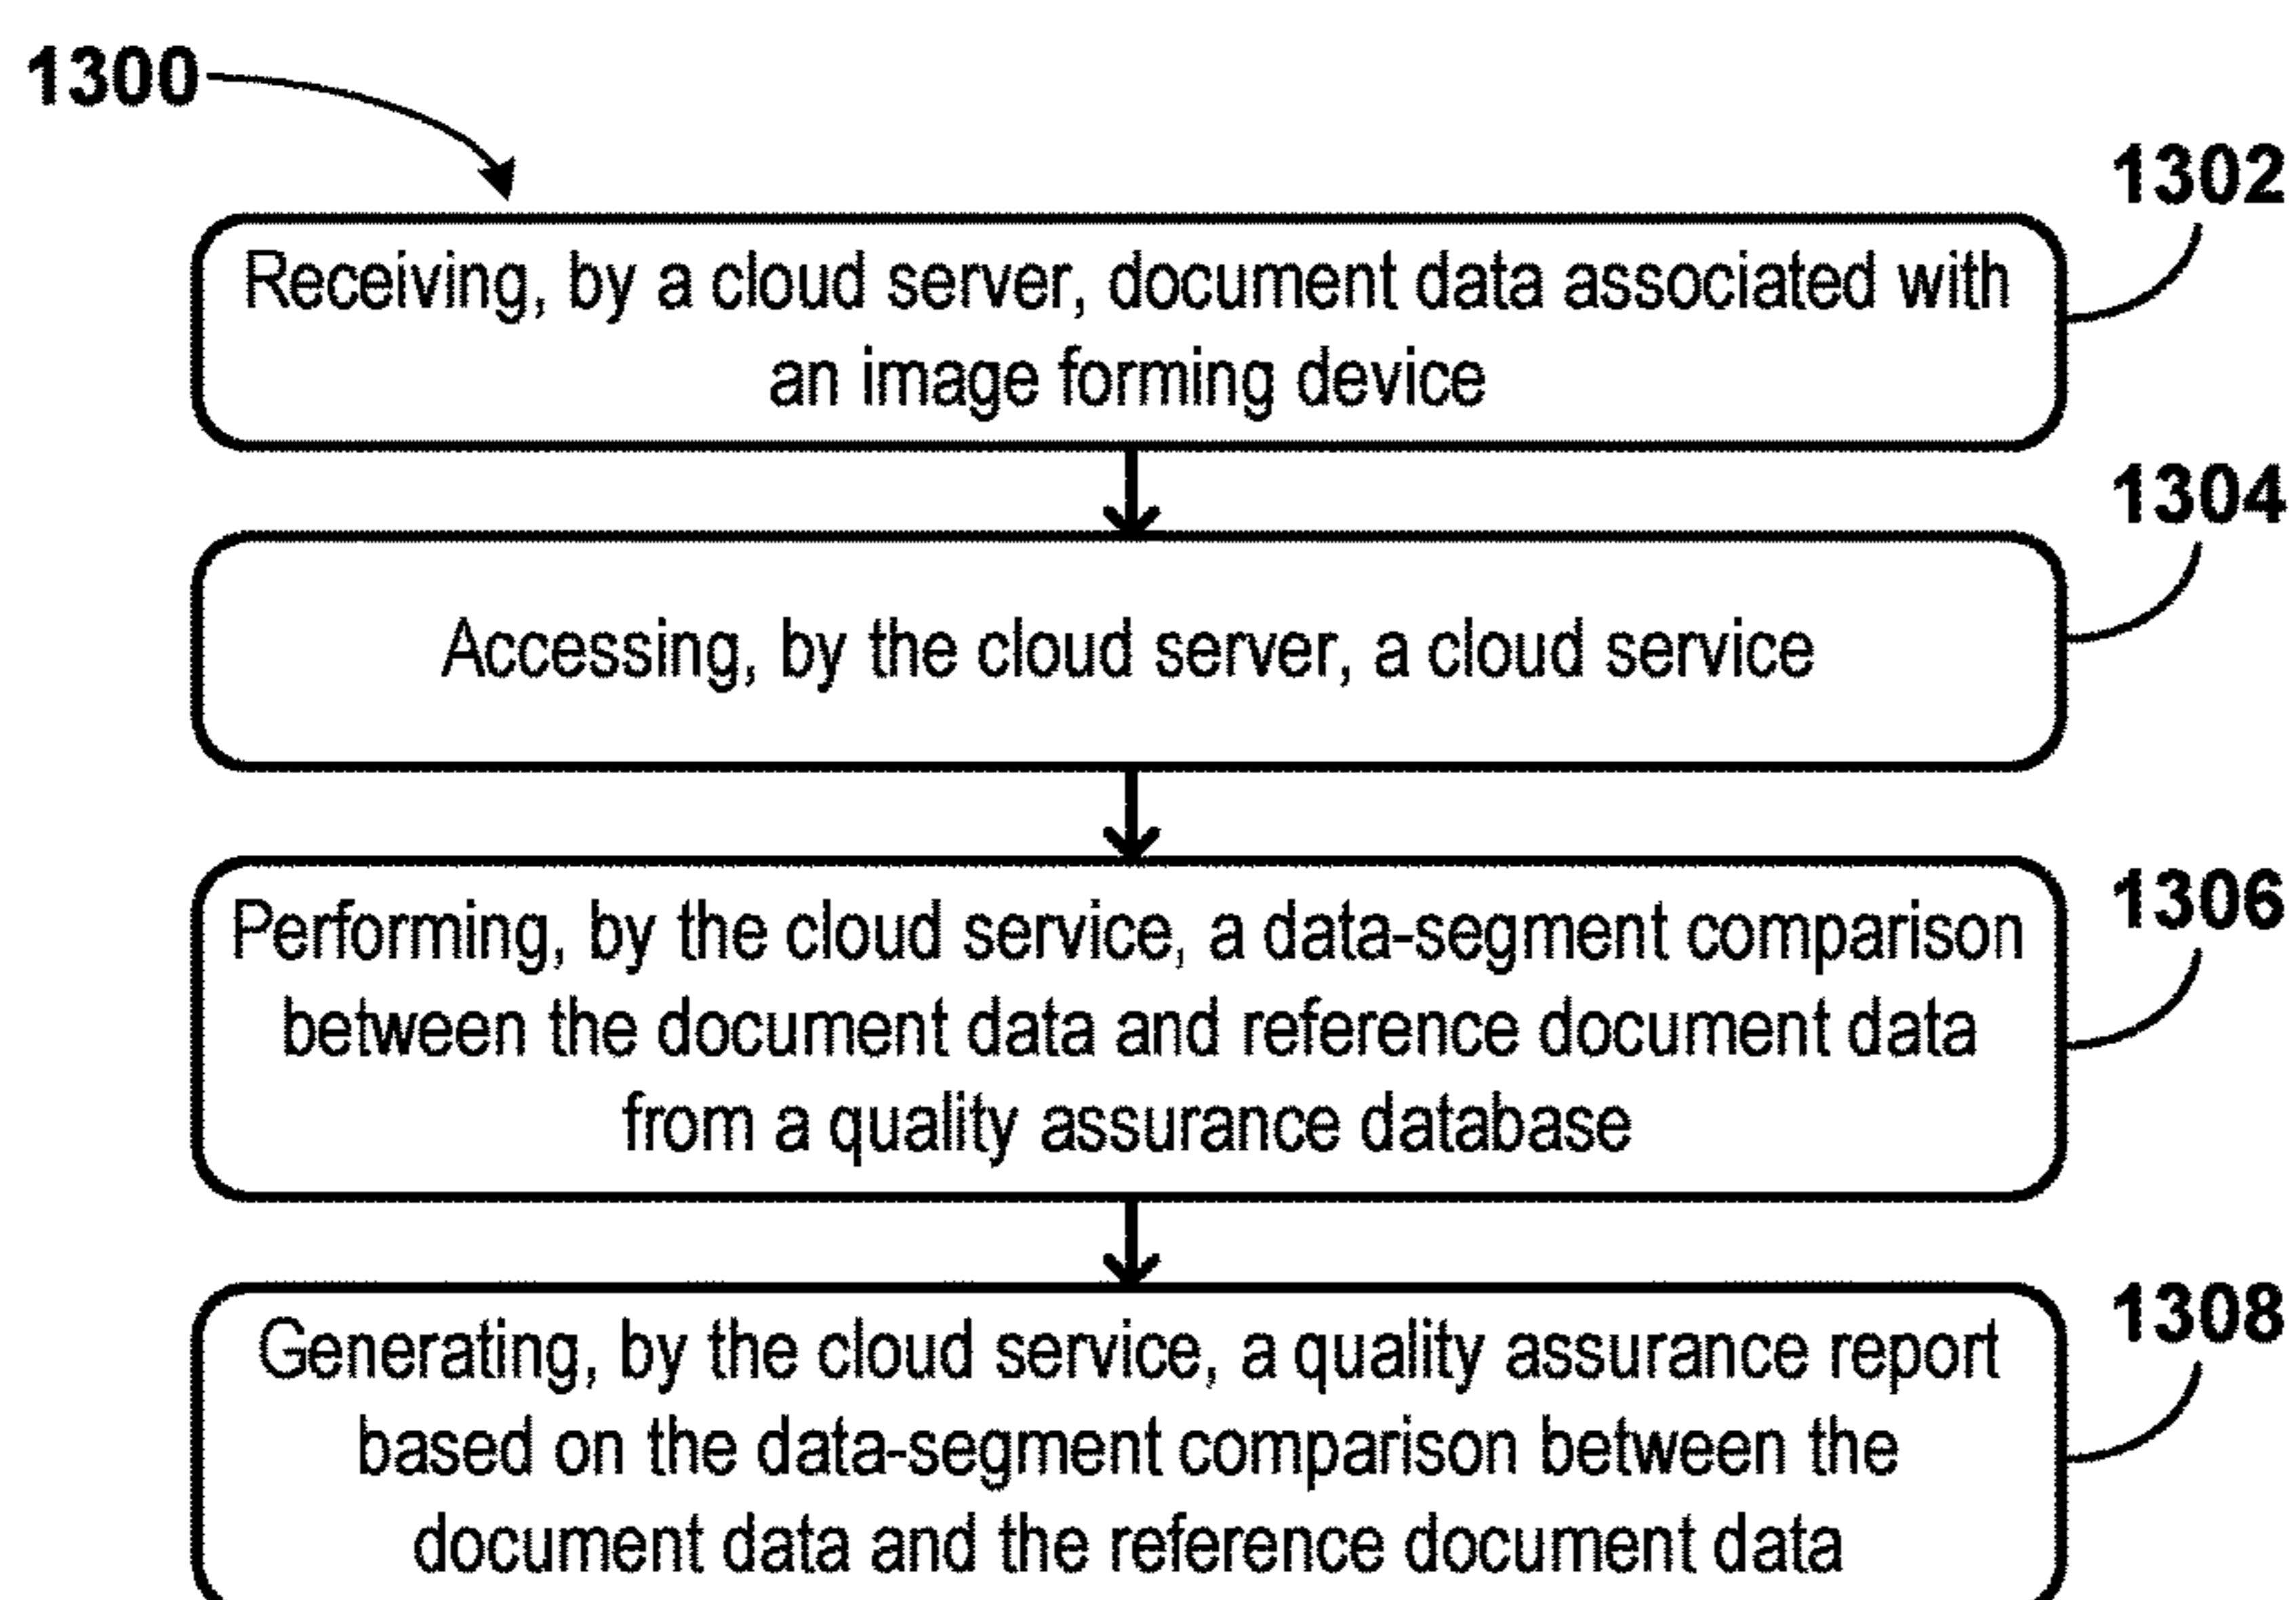 1300
1302
Receiving, by a cloud server, document data associated with
an image forming device
1304
Accessing, by the cloud server, a cloud service
1306
Performing, by the cloud service, a data-segment comparison
between the document data and reference document data
from a quality assurance database
1308
Generating, by the cloud service, a quality assurance report
based on the data-segment comparison between the
document data and the reference document data